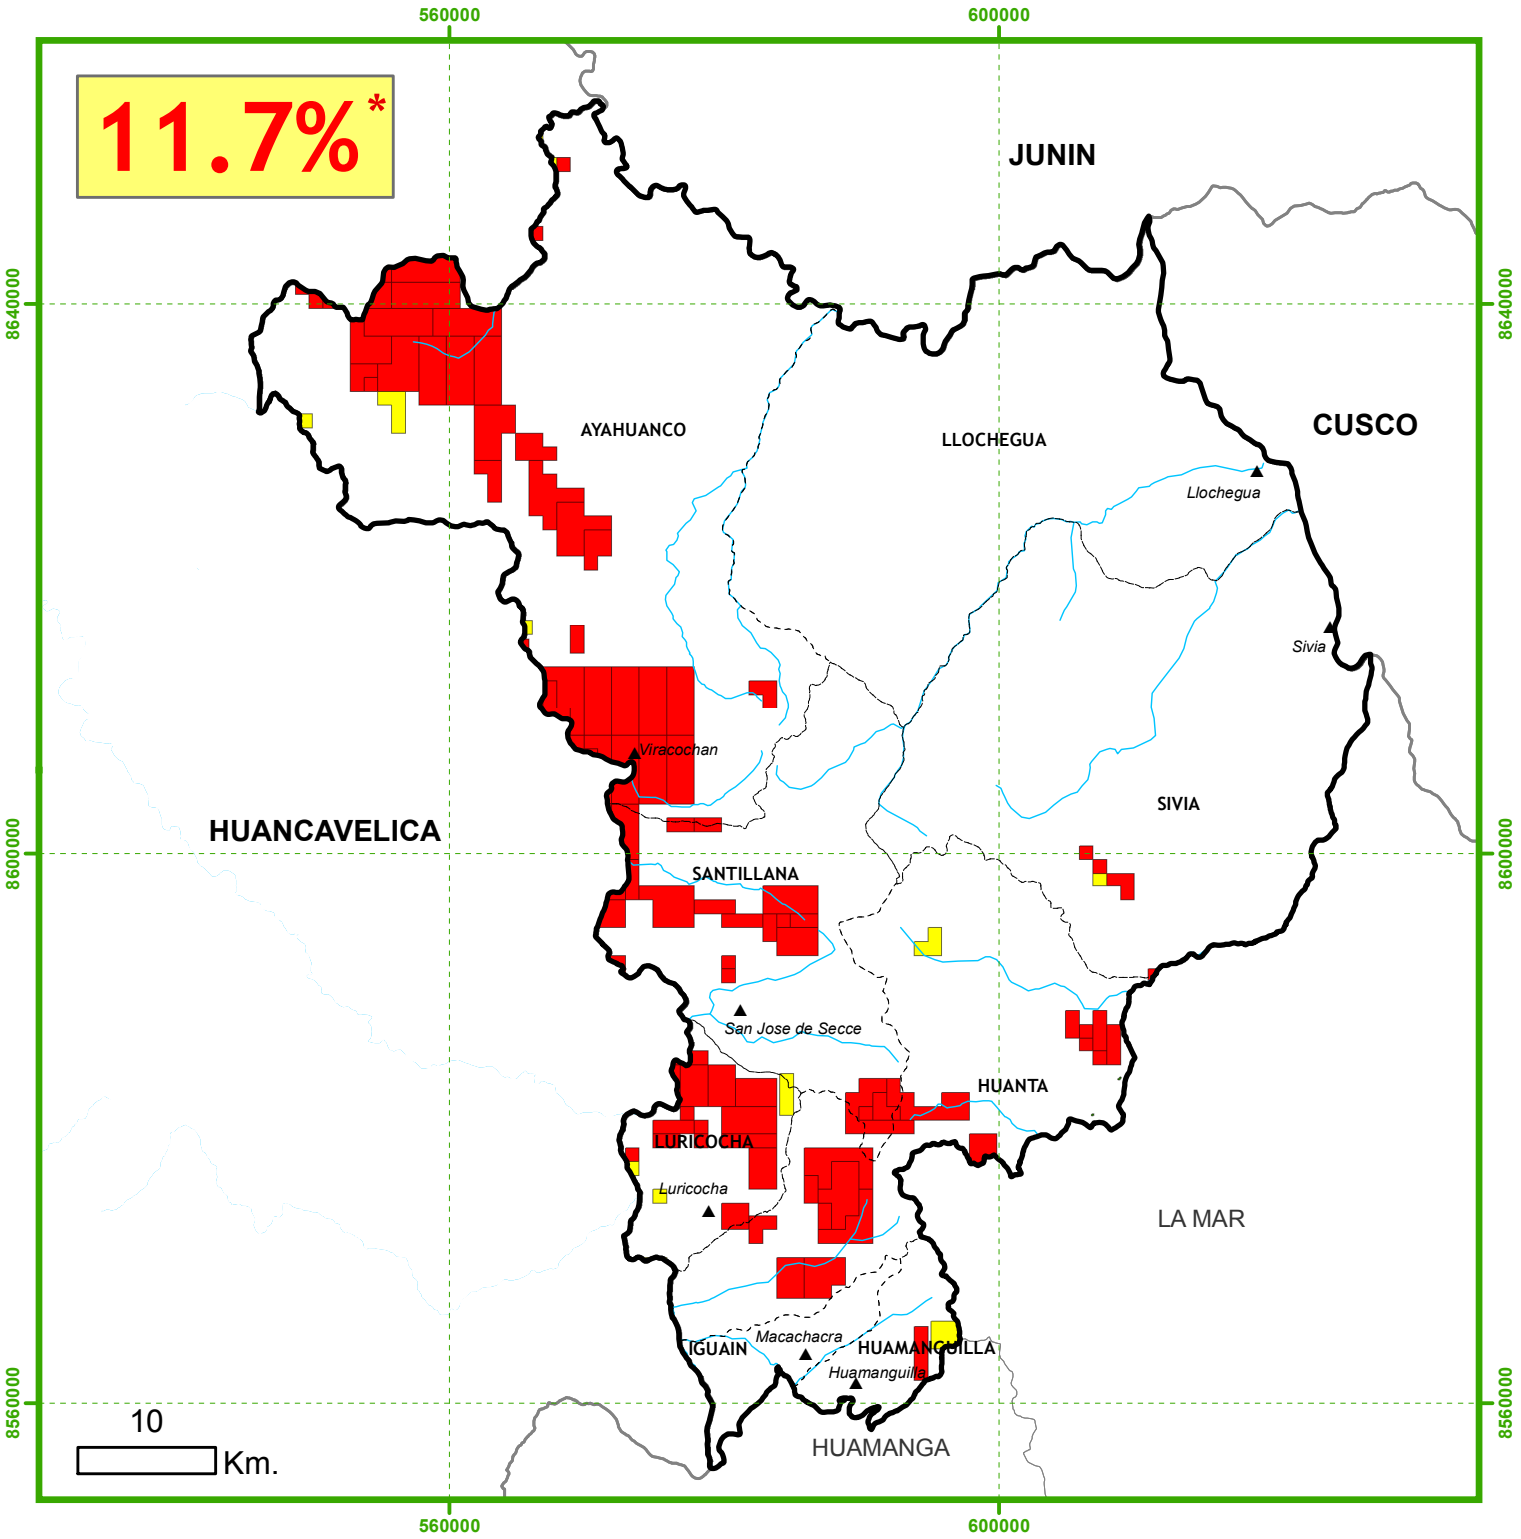 560000
600000
11.7%*
JUNIN
8640000
8640000
CUSCO
AYAHUANCO
LLOCHEGUA
Llochegua
Sivia
Viracochan
SIVIA
HUANCAVELICA
8600000
8600000
SANTILLANA
San Jose de Secce
HUANTA
LURICOCHA
Luricocha
LA MAR
Macachacra
IGUAIN
HUAMANGUILLA
Huamanguilla
8560000
8560000
10
HUAMANGA
Km.
560000
600000